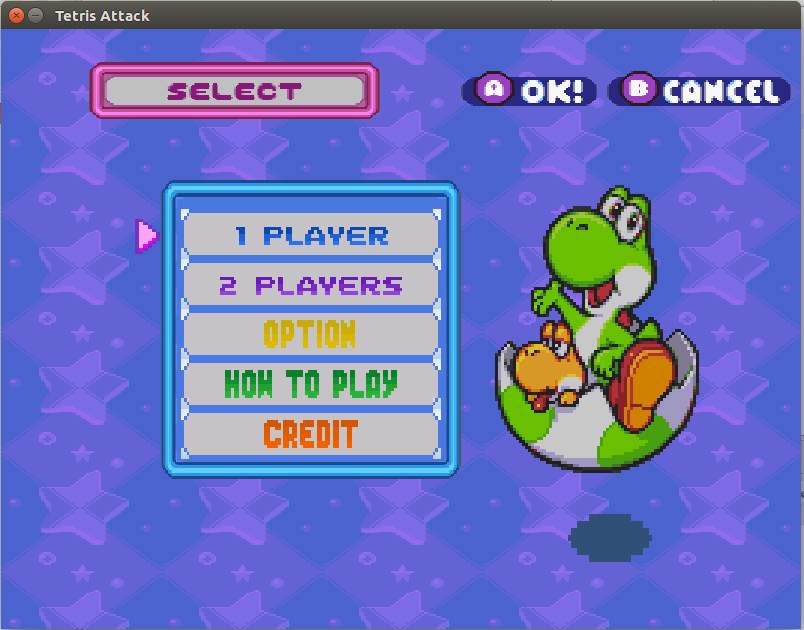 Tetris Attack
SELECT
A OK! B CANCEL
1 PLAYER
2 PLAYERS
OPTION
HOW TO PLAY
CREDIT